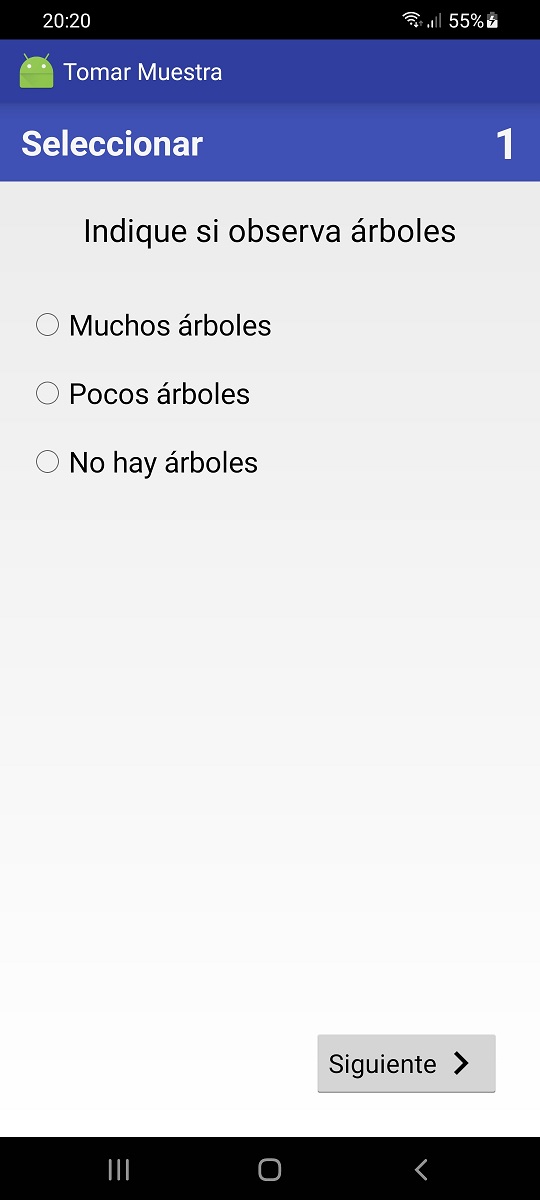 20:20
55%
Tomar Muestra
Seleccionar
1
Indique si observa árboles
Muchos árboles
Pocos árboles
No hay árboles
Siguiente